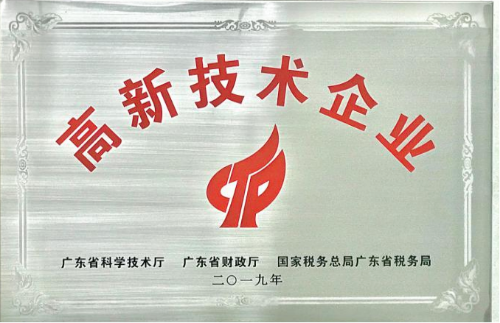 高新技术企业
广东省科学技术厅 广东省财政厅 国家税务总局广东省税务局
二〇一九年